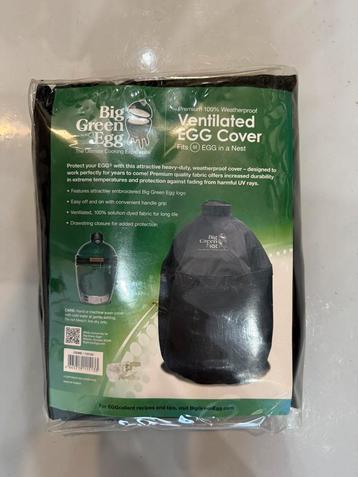 Big
Green
Egg
The Ultimate Cooking Experience
Premium 100% Weatherproof
Ventilated
EGG Cover
Fits M EGG in a Nest
Protect your EGG® with this attractive heavy-duty, weatherproof cover – designed to
work perfectly for years to come! Premium quality fabric offers increased durability
in extreme temperatures and protection against fading from harmful UV rays.
• Features attractive embroidered Big Green Egg logo
• Easy off and on with convenient handle grip
• Ventilated, 100% solution dyed fabric for long life
• Drawstring closure for added protection
Big
Green
Egg
For EGGcellent recipes and tips, visit BigGreenEgg.com